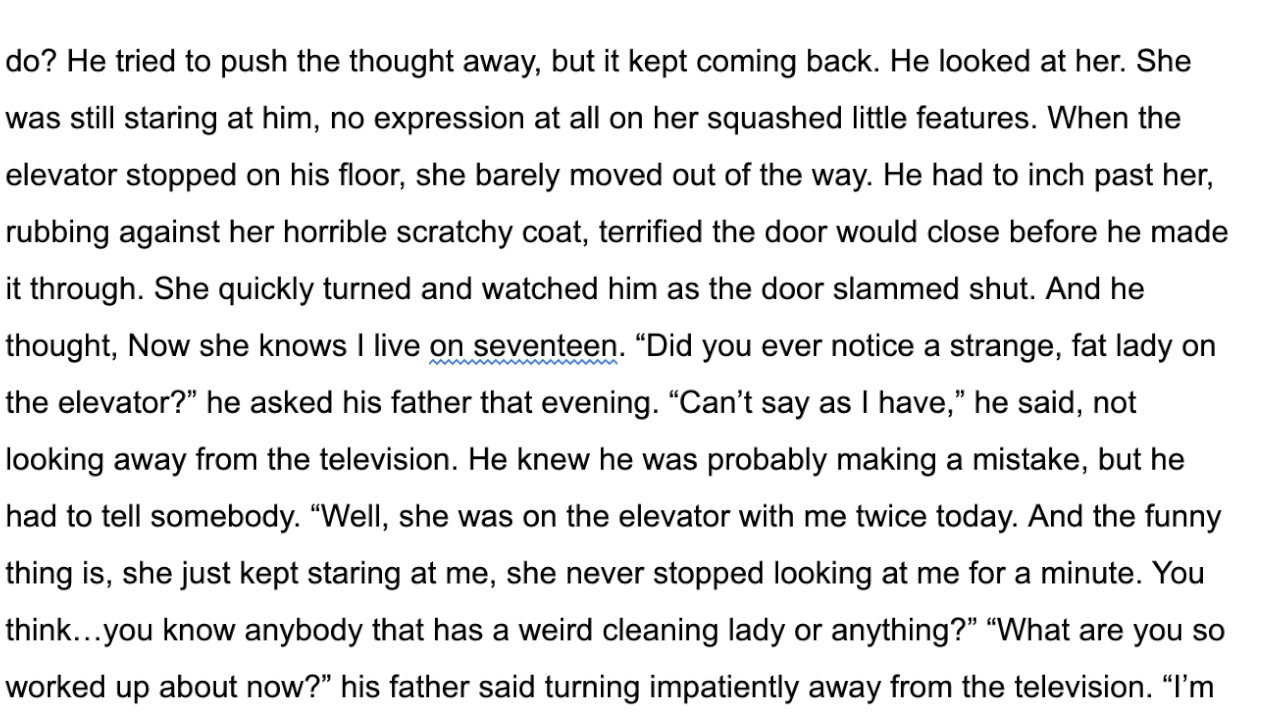 do? He tried to push the thought away, but it kept coming back. He looked at her. She
was still staring at him, no expression at all on her squashed little features. When the
elevator stopped on his floor, she barely moved out of the way. He had to inch past her,
rubbing against her horrible scratchy coat, terrified the door would close before he made
it through. She quickly turned and watched him as the door slammed shut. And he
thought, Now she knows I live on seventeen. “Did you ever notice a strange, fat lady on
the elevator?” he asked his father that evening. “Can’t say as I have,” he said, not
looking away from the television. He knew he was probably making a mistake, but he
had to tell somebody. “Well, she was on the elevator with me twice today. And the funny
thing is, she just kept staring at me, she never stopped looking at me for a minute. You
think…you know anybody that has a weird cleaning lady or anything?” “What are you so
worked up about now?” his father said turning impatiently away from the television. “I’m